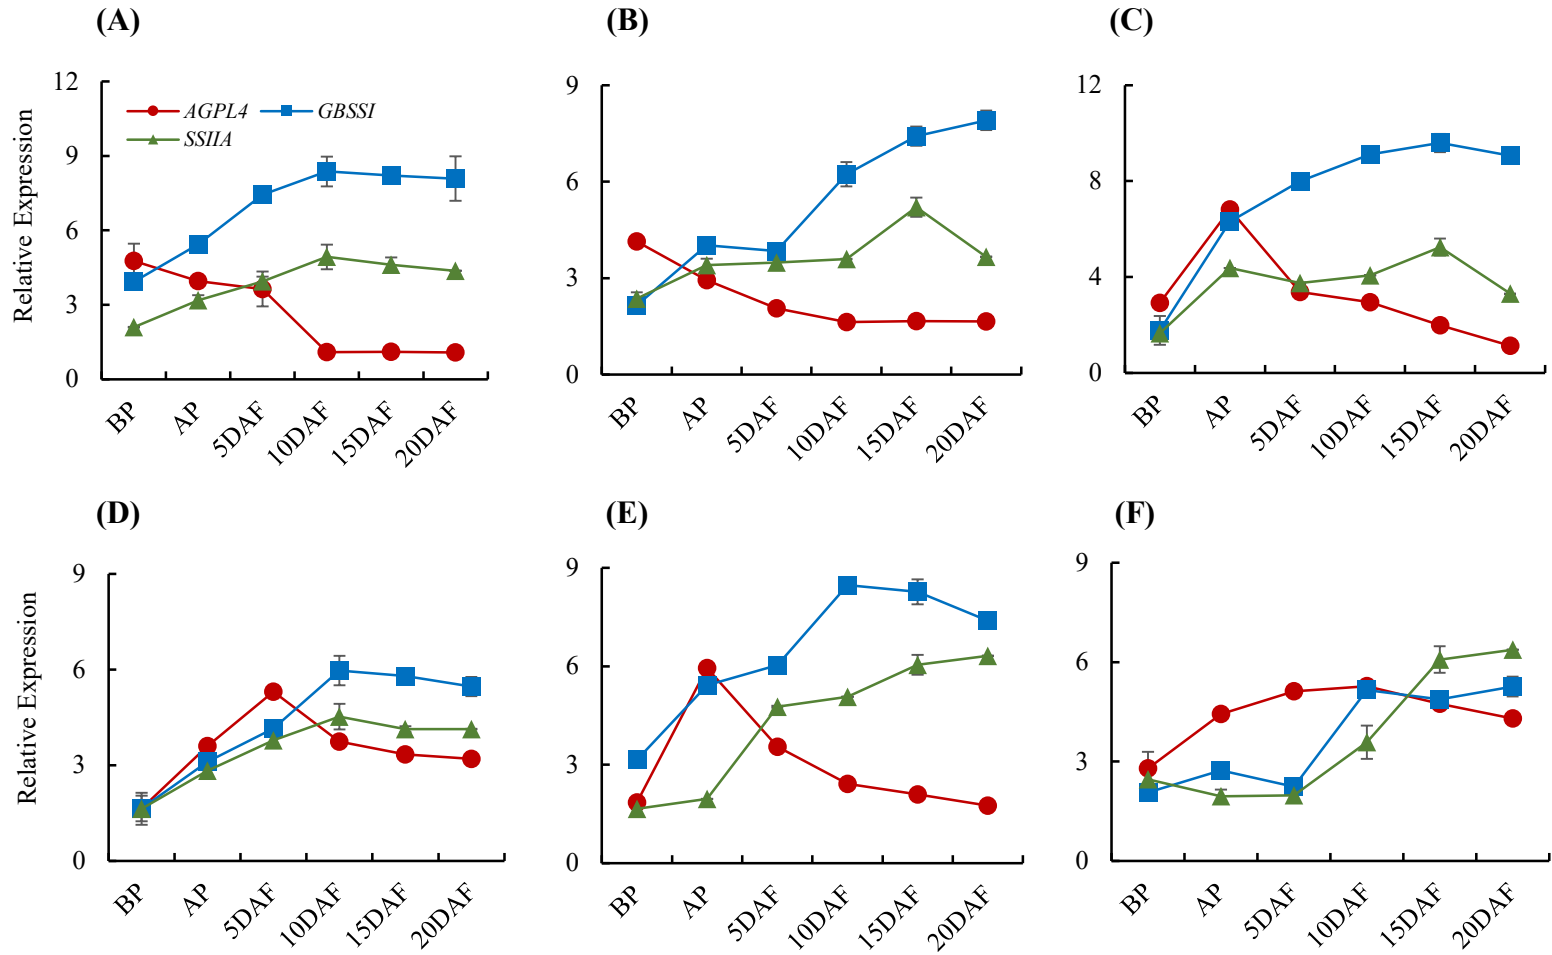 (A)
Relative Expression
12
9
6
3
0
AGPL4
GBSSI
SSIIA
BP
AP
5DAF
10DAF
15DAF
20DAF
(B)
9
6
3
0
BP
AP
5DAF
10DAF
15DAF
20DAF
(C)
12
8
4
0
BP
AP
5DAF
10DAF
15DAF
20DAF
(D)
Relative Expression
9
6
3
0
BP
AP
5DAF
10DAF
15DAF
20DAF
(E)
9
6
3
0
BP
AP
5DAF
10DAF
15DAF
20DAF
(F)
9
6
3
0
BP
AP
5DAF
10DAF
15DAF
20DAF